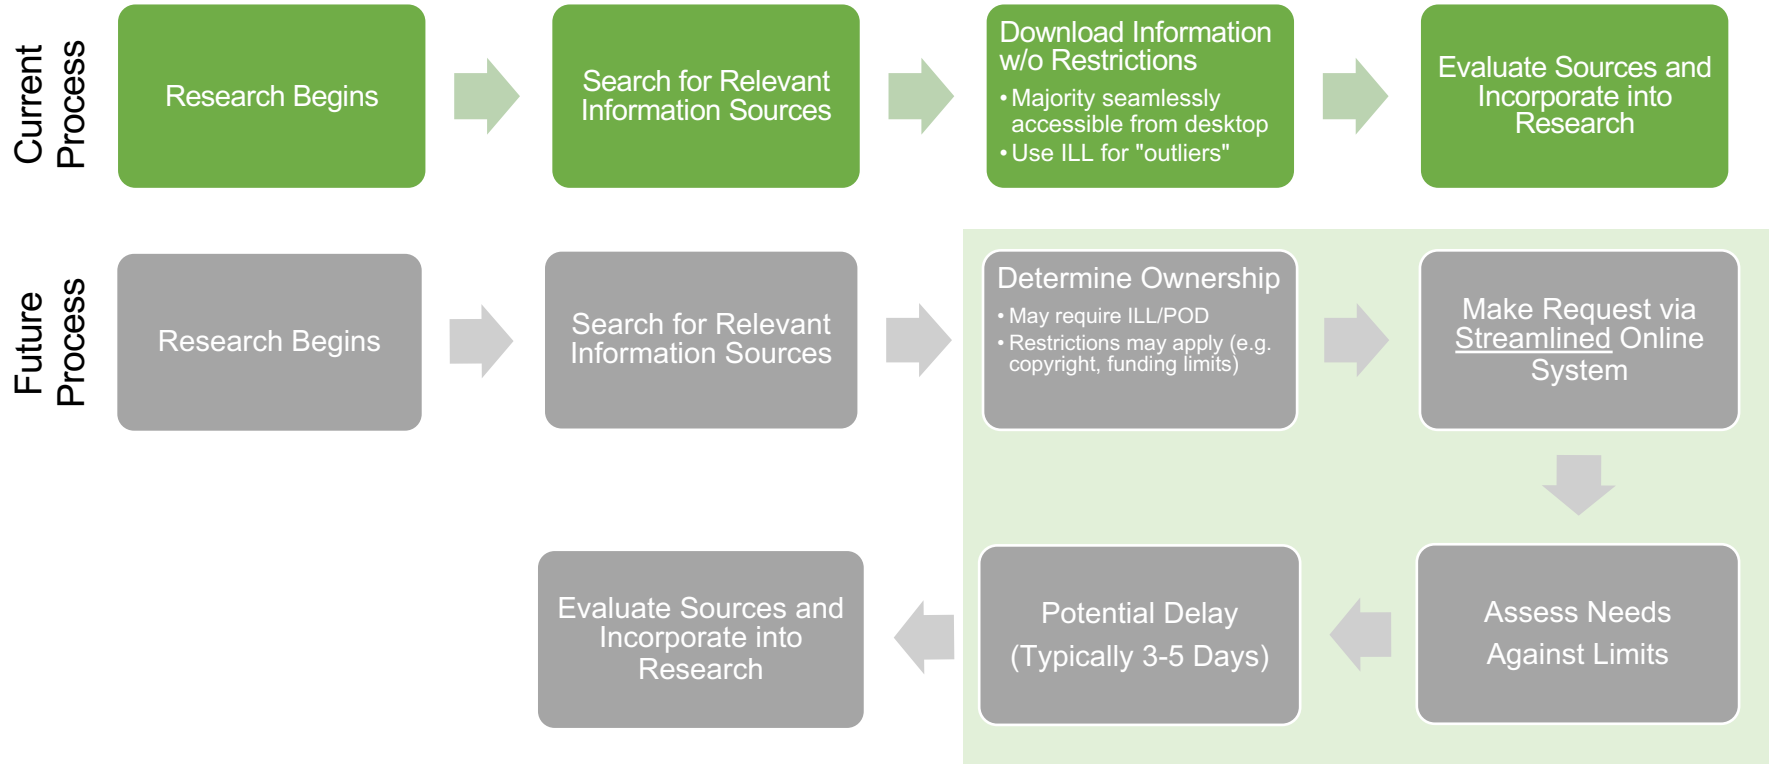 Current
Process
Research Begins
Search for Relevant
Information Sources
Download Information
w/o Restrictions
• Majority seamlessly
accessible from desktop
• Use ILL for "outliers"
Evaluate Sources and
Incorporate into
Research
Future
Process
Research Begins
Search for Relevant
Information Sources
Determine Ownership
• May require ILL/POD
• Restrictions may apply (e.g.
copyright, funding limits)
Make Request via
Streamlined Online
System
Assess Needs
Against Limits
Potential Delay
(Typically 3-5 Days)
Evaluate Sources and
Incorporate into
Research